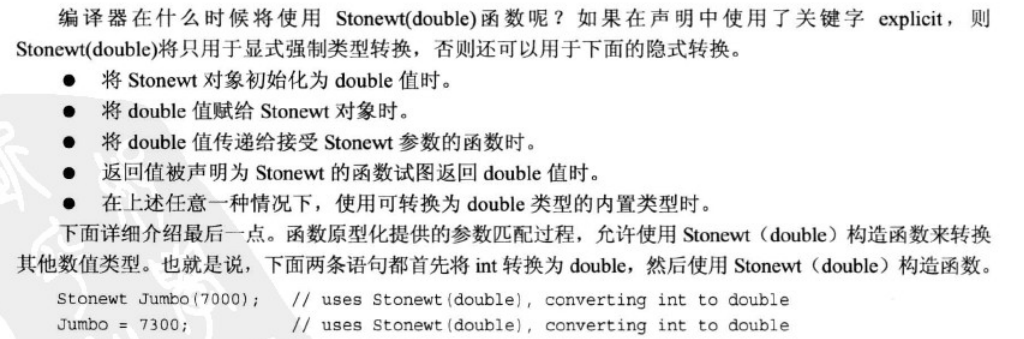 编译器在什么时候将使用 Stonewt(double)函数呢？如果在声明中使用了关键字 explicit，则
Stonewt(double)将只用于显式强制类型转换，否则还可以用于下面的隐式转换。
● 将 Stonewt 对象初始化为 double 值时。
● 将 double 值赋给 Stonewt 对象时。
● 将 double 值传递给接受 Stonewt 参数的函数时。
● 返回值被声明为 Stonewt 的函数试图返回 double 值时。
● 在上述任意一种情况下，使用可转换为 double 类型的内置类型时。
下面详细介绍最后一点。函数原型化提供的参数匹配过程，允许使用 Stonewt（double）构造函数来转换
其他数值类型。也就是说，下面两条语句都首先将 int 转换为 double，然后使用 Stonewt（double）构造函数。
Stonewt Jumbo(7000); // uses Stonewt(double), converting int to double
Jumbo = 7300; // uses Stonewt(double), converting int to double